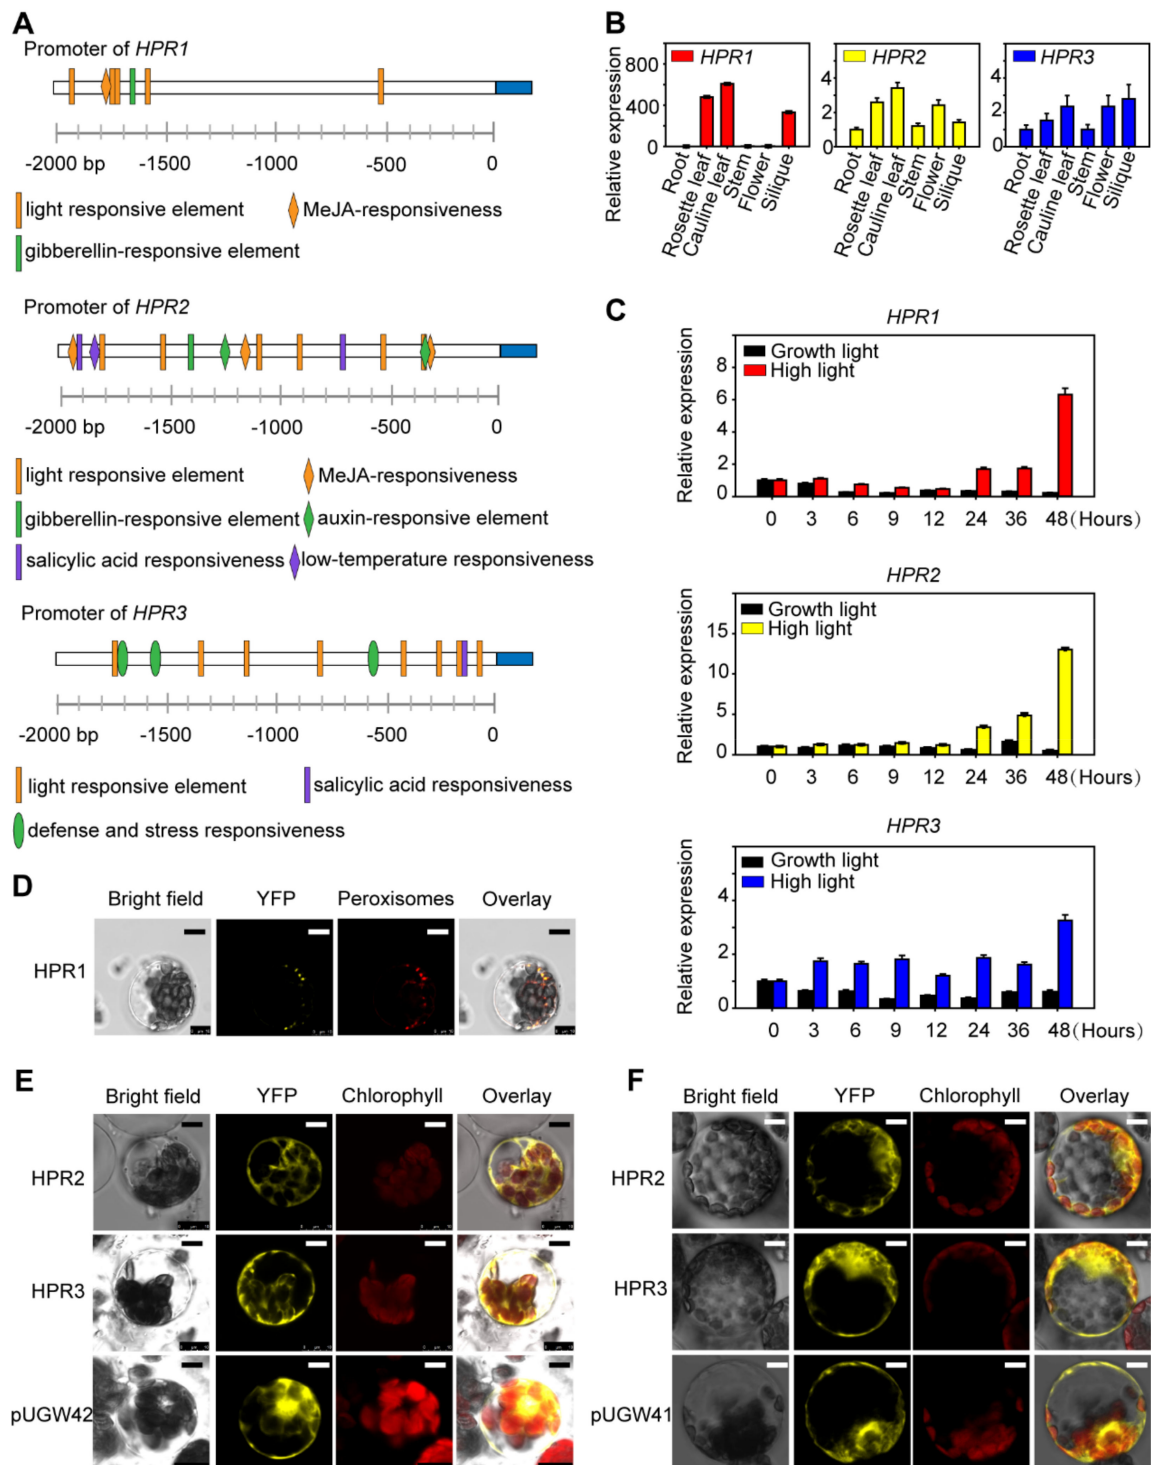 A
Promoter of HPR1
-2000 bp -1500 -1000 -500 0
light responsive element MeJA-responsiveness
gibberellin-responsive element
Promoter of HPR2
-2000 bp -1500 -1000 -500 0
light responsive element MeJA-responsiveness
gibberellin-responsive element auxin-responsive element
salicylic acid responsiveness low-temperature responsiveness
Promoter of HPR3
-2000 bp -1500 -1000 -500 0
light responsive element salicylic acid responsiveness
defense and stress responsiveness
B
Relative expression
800
400
0
HPR1
Root
Rosette leaf
Cauline leaf
Stem
Flower
Silique
4
2
0
HPR2
Root
Rosette leaf
Cauline leaf
Stem
Flower
Silique
4
2
0
HPR3
Root
Rosette leaf
Cauline leaf
Stem
Flower
Silique
C
HPR1
Relative expression
8
6
4
2
0
Growth light
High light
0 3 6 9 12 24 36 48 (Hours)
HPR2
Relative expression
15
10
5
0
Growth light
High light
0 3 6 9 12 24 36 48 (Hours)
HPR3
Relative expression
4
2
0
Growth light
High light
0 3 6 9 12 24 36 48 (Hours)
D
Bright field YFP Peroxisomes Overlay
HPR1
E
Bright field YFP Chlorophyll Overlay
HPR2
HPR3
pUGW42
F
Bright field YFP Chlorophyll Overlay
HPR2
HPR3
pUGW41